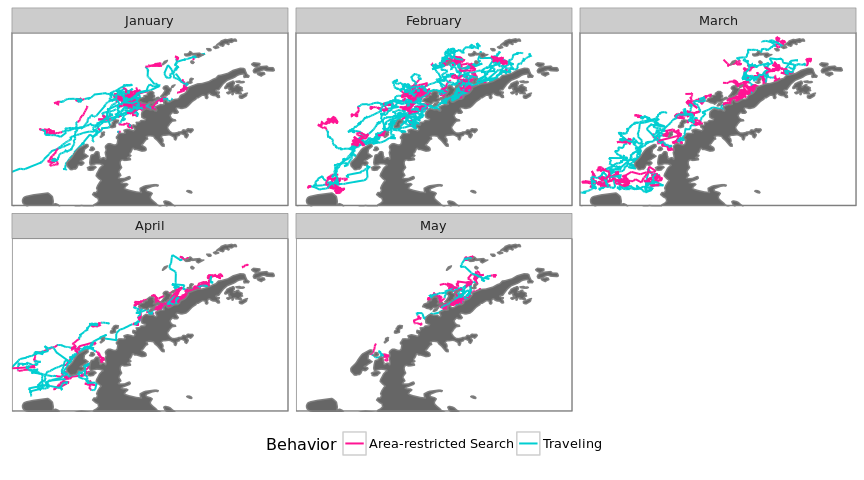 January
February
March
April
May
Behavior
Area-restricted Search
Traveling